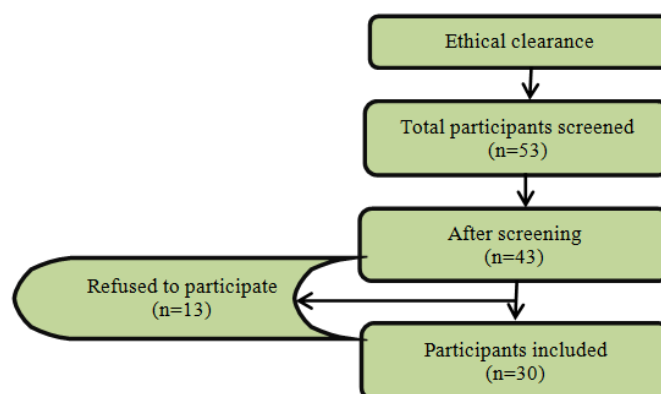 Ethical clearance
Total participants screened
(n=53)
After screening
(n=43)
Refused to participate
(n=13)
Participants included
(n=30)